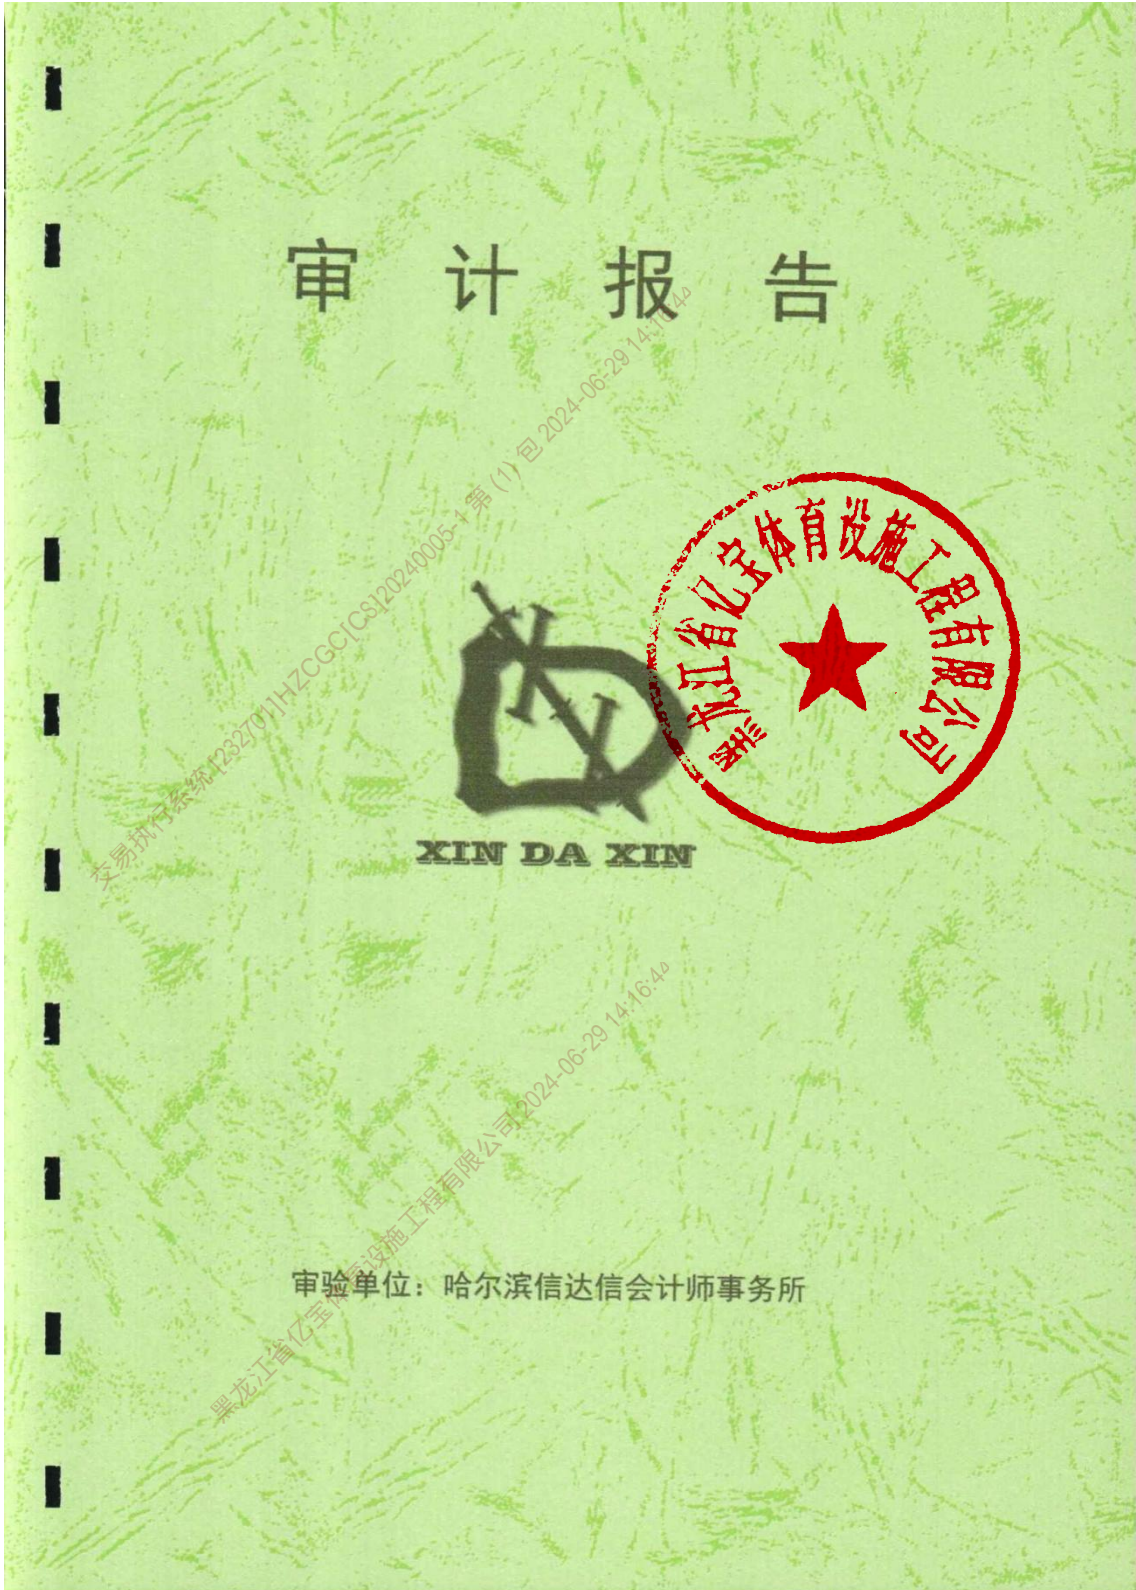 审计报告
交易执行系统[232701]HZCGC[CS]20240005-1 第 (1) 包 2024-06-29 14:16:44
黑龙江省亿宝体育设施工程有限公司
XIN DA XIN
黑龙江省亿宝体育设施工程有限公司 2024-06-29 14:16:44
审验单位：哈尔滨信达信会计师事务所